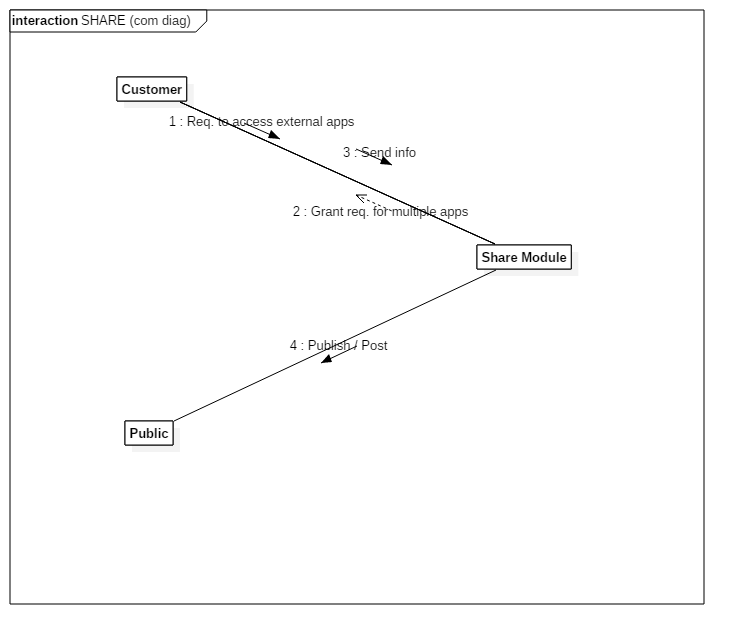 interaction SHARE (com diag)
Customer
1 : Req. to access external apps
3 : Send info
2 : Grant req. for multiple apps
Share Module
4 : Publish / Post
Public